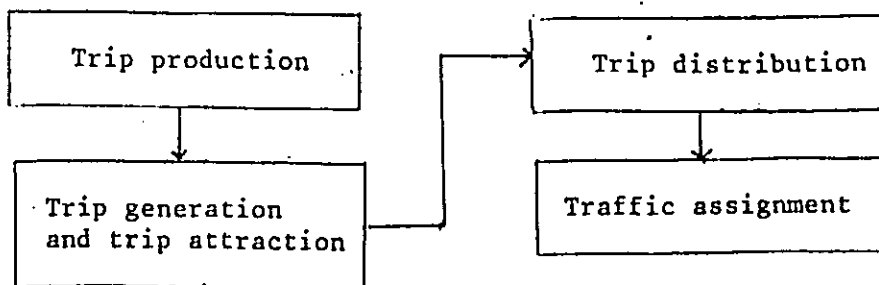 Trip production
Trip generation
and trip attraction
Trip distribution
Traffic assignment